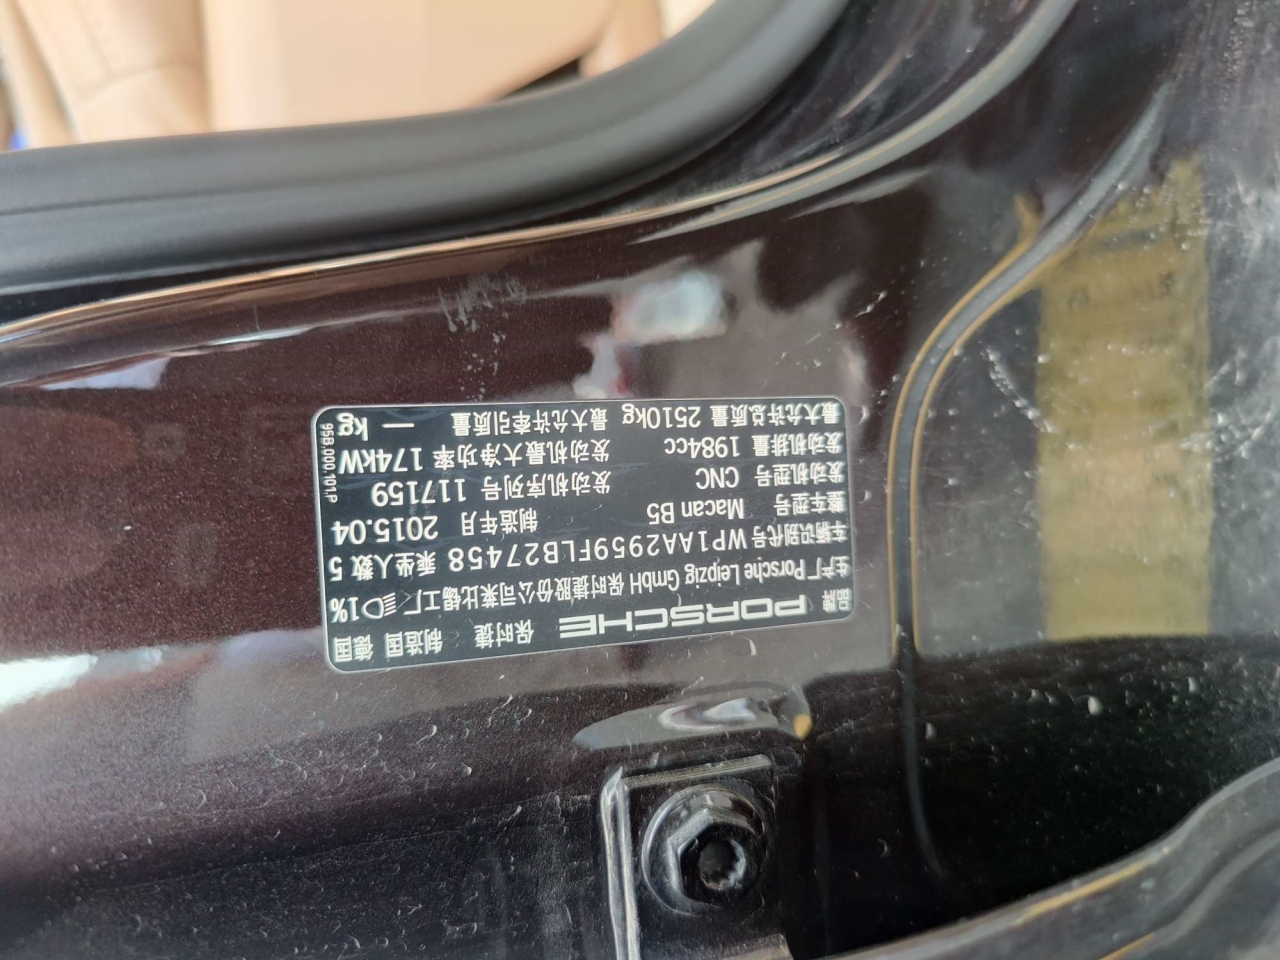 品牌 PORSCHE 保时捷 制造国 德国
生产厂 Porsche Leipzig GmbH 保时捷股份公司莱比锡工厂 1%
车辆识别代号 WP1AA2959FLB27458 乘坐人数 5
整车型号 Macan B5 制造年月 2015.04
发动机型号 CNC 发动机序列号 117159
发动机排量 1984cc 发动机最大净功率 174kW
最大允许总质量 2510kg 最大允许牵引质量 — kg
95B.000.101.P